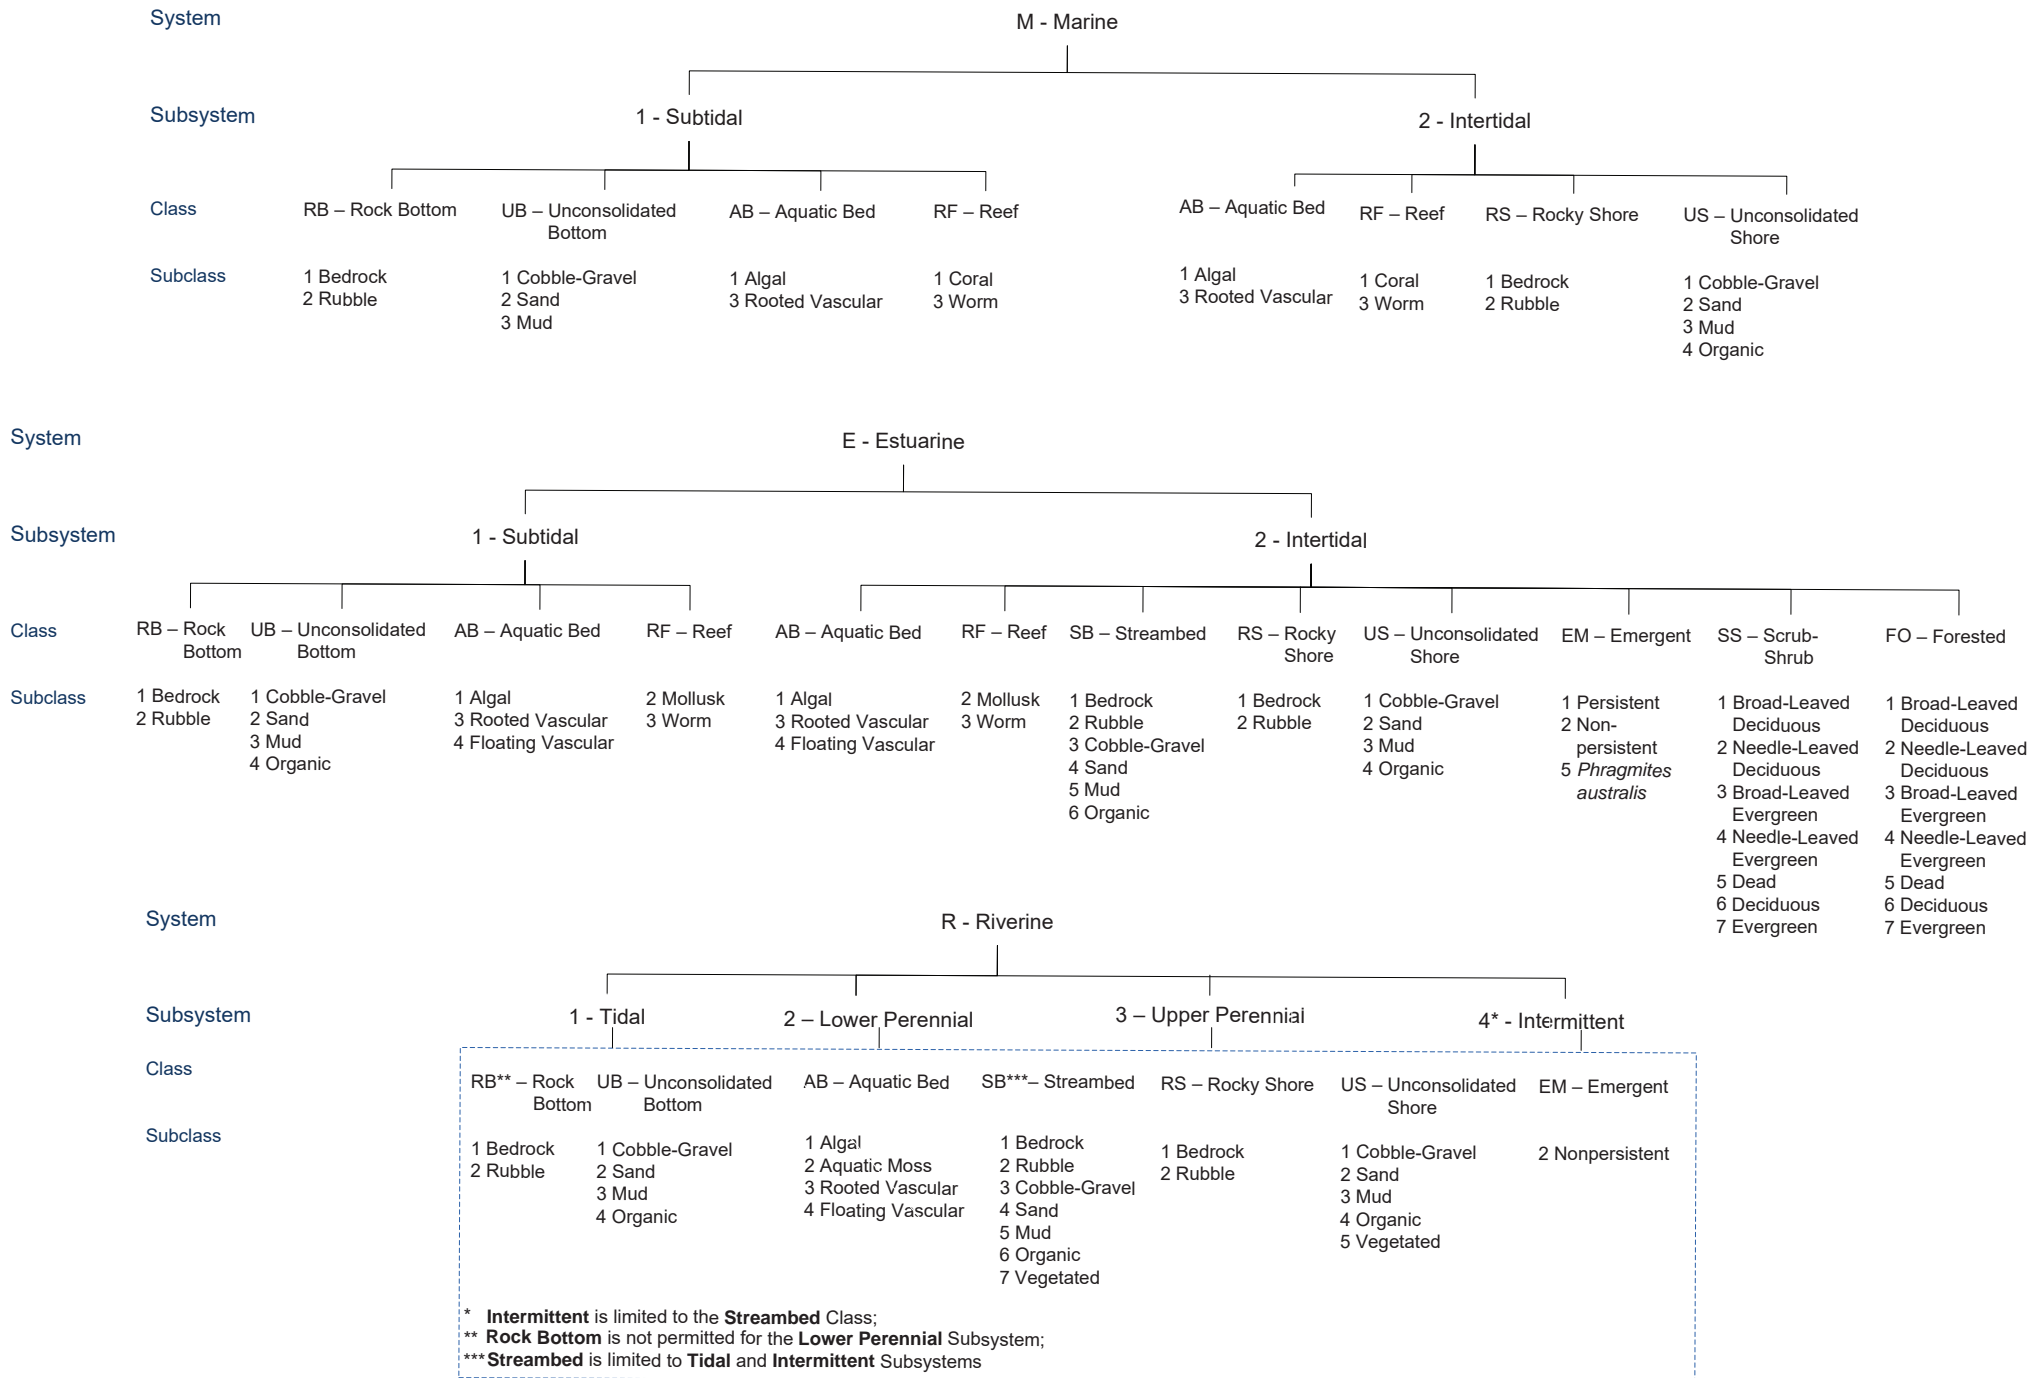 System
M - Marine
Subsystem
1 - Subtidal
2 - Intertidal
Class
RB – Rock Bottom
UB – Unconsolidated
Bottom
AB – Aquatic Bed
RF – Reef
AB – Aquatic Bed
RF – Reef
RS – Rocky Shore
US – Unconsolidated
Shore
Subclass
1 Bedrock
2 Rubble
1 Cobble-Gravel
2 Sand
3 Mud
1 Algal
3 Rooted Vascular
1 Coral
3 Worm
1 Algal
3 Rooted Vascular
1 Coral
3 Worm
1 Bedrock
2 Rubble
1 Cobble-Gravel
2 Sand
3 Mud
4 Organic
System
E - Estuarine
Subsystem
1 - Subtidal
2 - Intertidal
Class
RB – Rock
Bottom
UB – Unconsolidated
Bottom
AB – Aquatic Bed
RF – Reef
AB – Aquatic Bed
RF – Reef
SB – Streambed
RS – Rocky
Shore
US – Unconsolidated
Shore
EM – Emergent
SS – Scrub-
Shrub
FO – Forested
Subclass
1 Bedrock
2 Rubble
1 Cobble-Gravel
2 Sand
3 Mud
4 Organic
1 Algal
3 Rooted Vascular
4 Floating Vascular
2 Mollusk
3 Worm
1 Algal
3 Rooted Vascular
4 Floating Vascular
2 Mollusk
3 Worm
1 Bedrock
2 Rubble
3 Cobble-Gravel
4 Sand
5 Mud
6 Organic
1 Bedrock
2 Rubble
1 Cobble-Gravel
2 Sand
3 Mud
4 Organic
1 Persistent
2 Non-
persistent
5 Phragmites
australis
1 Broad-Leaved
Deciduous
2 Needle-Leaved
Deciduous
3 Broad-Leaved
Evergreen
4 Needle-Leaved
Evergreen
5 Dead
6 Deciduous
7 Evergreen
1 Broad-Leaved
Deciduous
2 Needle-Leaved
Deciduous
3 Broad-Leaved
Evergreen
4 Needle-Leaved
Evergreen
5 Dead
6 Deciduous
7 Evergreen
System
R - Riverine
Subsystem
1 - Tidal
2 – Lower Perennial
3 – Upper Perennial
4* - Intermittent
Class
RB** – Rock
Bottom
UB – Unconsolidated
Bottom
AB – Aquatic Bed
SB***– Streambed
RS – Rocky Shore
US – Unconsolidated
Shore
EM – Emergent
Subclass
1 Bedrock
2 Rubble
1 Cobble-Gravel
2 Sand
3 Mud
4 Organic
1 Algal
2 Aquatic Moss
3 Rooted Vascular
4 Floating Vascular
1 Bedrock
2 Rubble
3 Cobble-Gravel
4 Sand
5 Mud
6 Organic
7 Vegetated
1 Bedrock
2 Rubble
1 Cobble-Gravel
2 Sand
3 Mud
4 Organic
5 Vegetated
2 Nonpersistent
* Intermittent is limited to the Streambed Class;
** Rock Bottom is not permitted for the Lower Perennial Subsystem;
***Streambed is limited to Tidal and Intermittent Subsystems